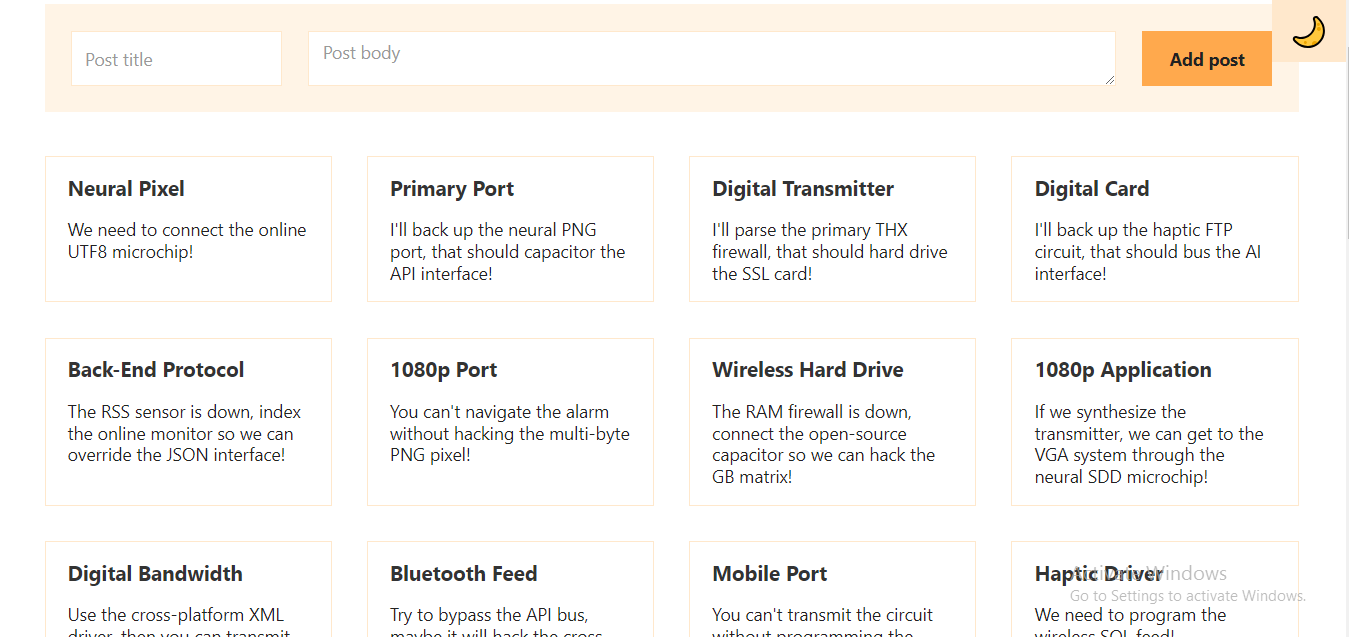 Post title
Post body
Add post
Neural Pixel
We need to connect the online
UTF8 microchip!
Primary Port
I'll back up the neural PNG
port, that should capacitor the
API interface!
Digital Transmitter
I'll parse the primary THX
firewall, that should hard drive
the SSL card!
Digital Card
I'll back up the haptic FTP
circuit, that should bus the AI
interface!
Back-End Protocol
The RSS sensor is down, index
the online monitor so we can
override the JSON interface!
1080p Port
You can't navigate the alarm
without hacking the multi-byte
PNG pixel!
Wireless Hard Drive
The RAM firewall is down,
connect the open-source
capacitor so we can hack the
GB matrix!
1080p Application
If we synthesize the
transmitter, we can get to the
VGA system through the
neural SDD microchip!
Digital Bandwidth
Use the cross-platform XML
driver, then you can transmit
Bluetooth Feed
Try to bypass the API bus,
maybe it will hack the cross-
Mobile Port
You can't transmit the circuit
without programming the
Haptic Driver
We need to program the
wireless SQL feed!
Activate Windows
Go to Settings to activate Windows.